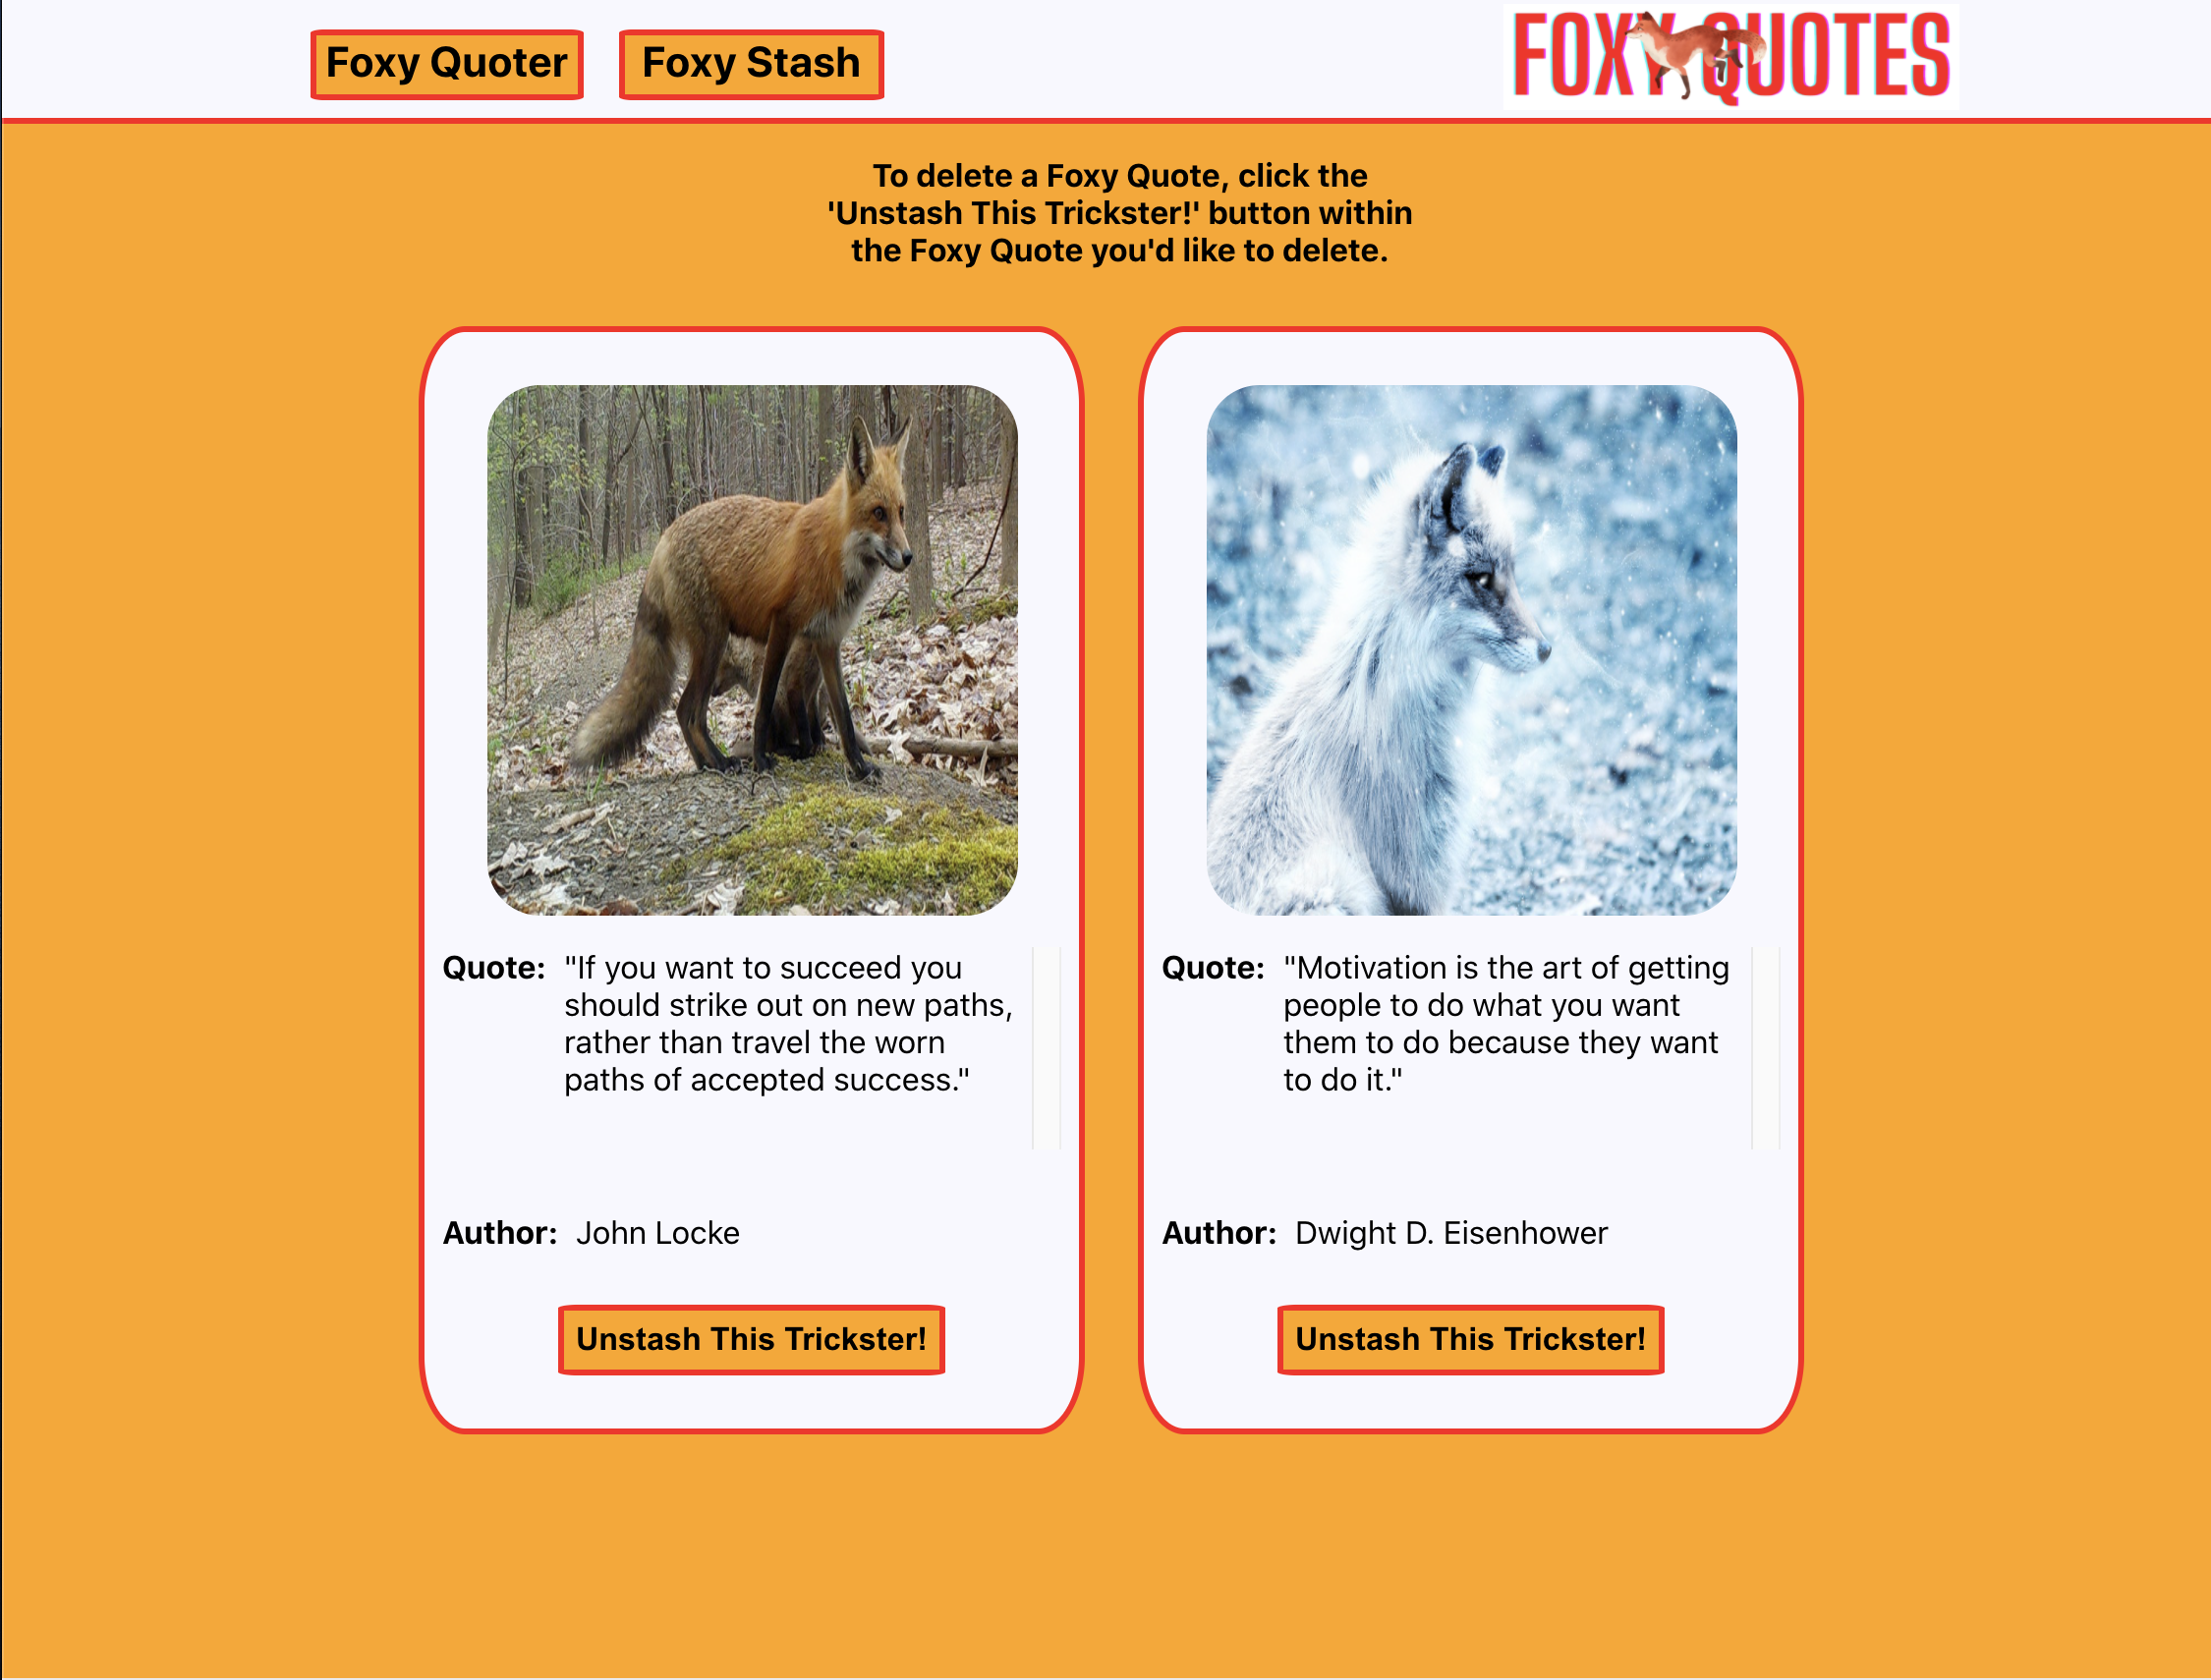 Foxy Quoter
Foxy Stash
FOXY QUOTES
To delete a Foxy Quote, click the
'Unstash This Trickster!' button within
the Foxy Quote you'd like to delete.
Quote: "If you want to succeed you
should strike out on new paths,
rather than travel the worn
paths of accepted success."
Author: John Locke
Unstash This Trickster!
Quote: "Motivation is the art of getting
people to do what you want
them to do because they want
to do it."
Author: Dwight D. Eisenhower
Unstash This Trickster!